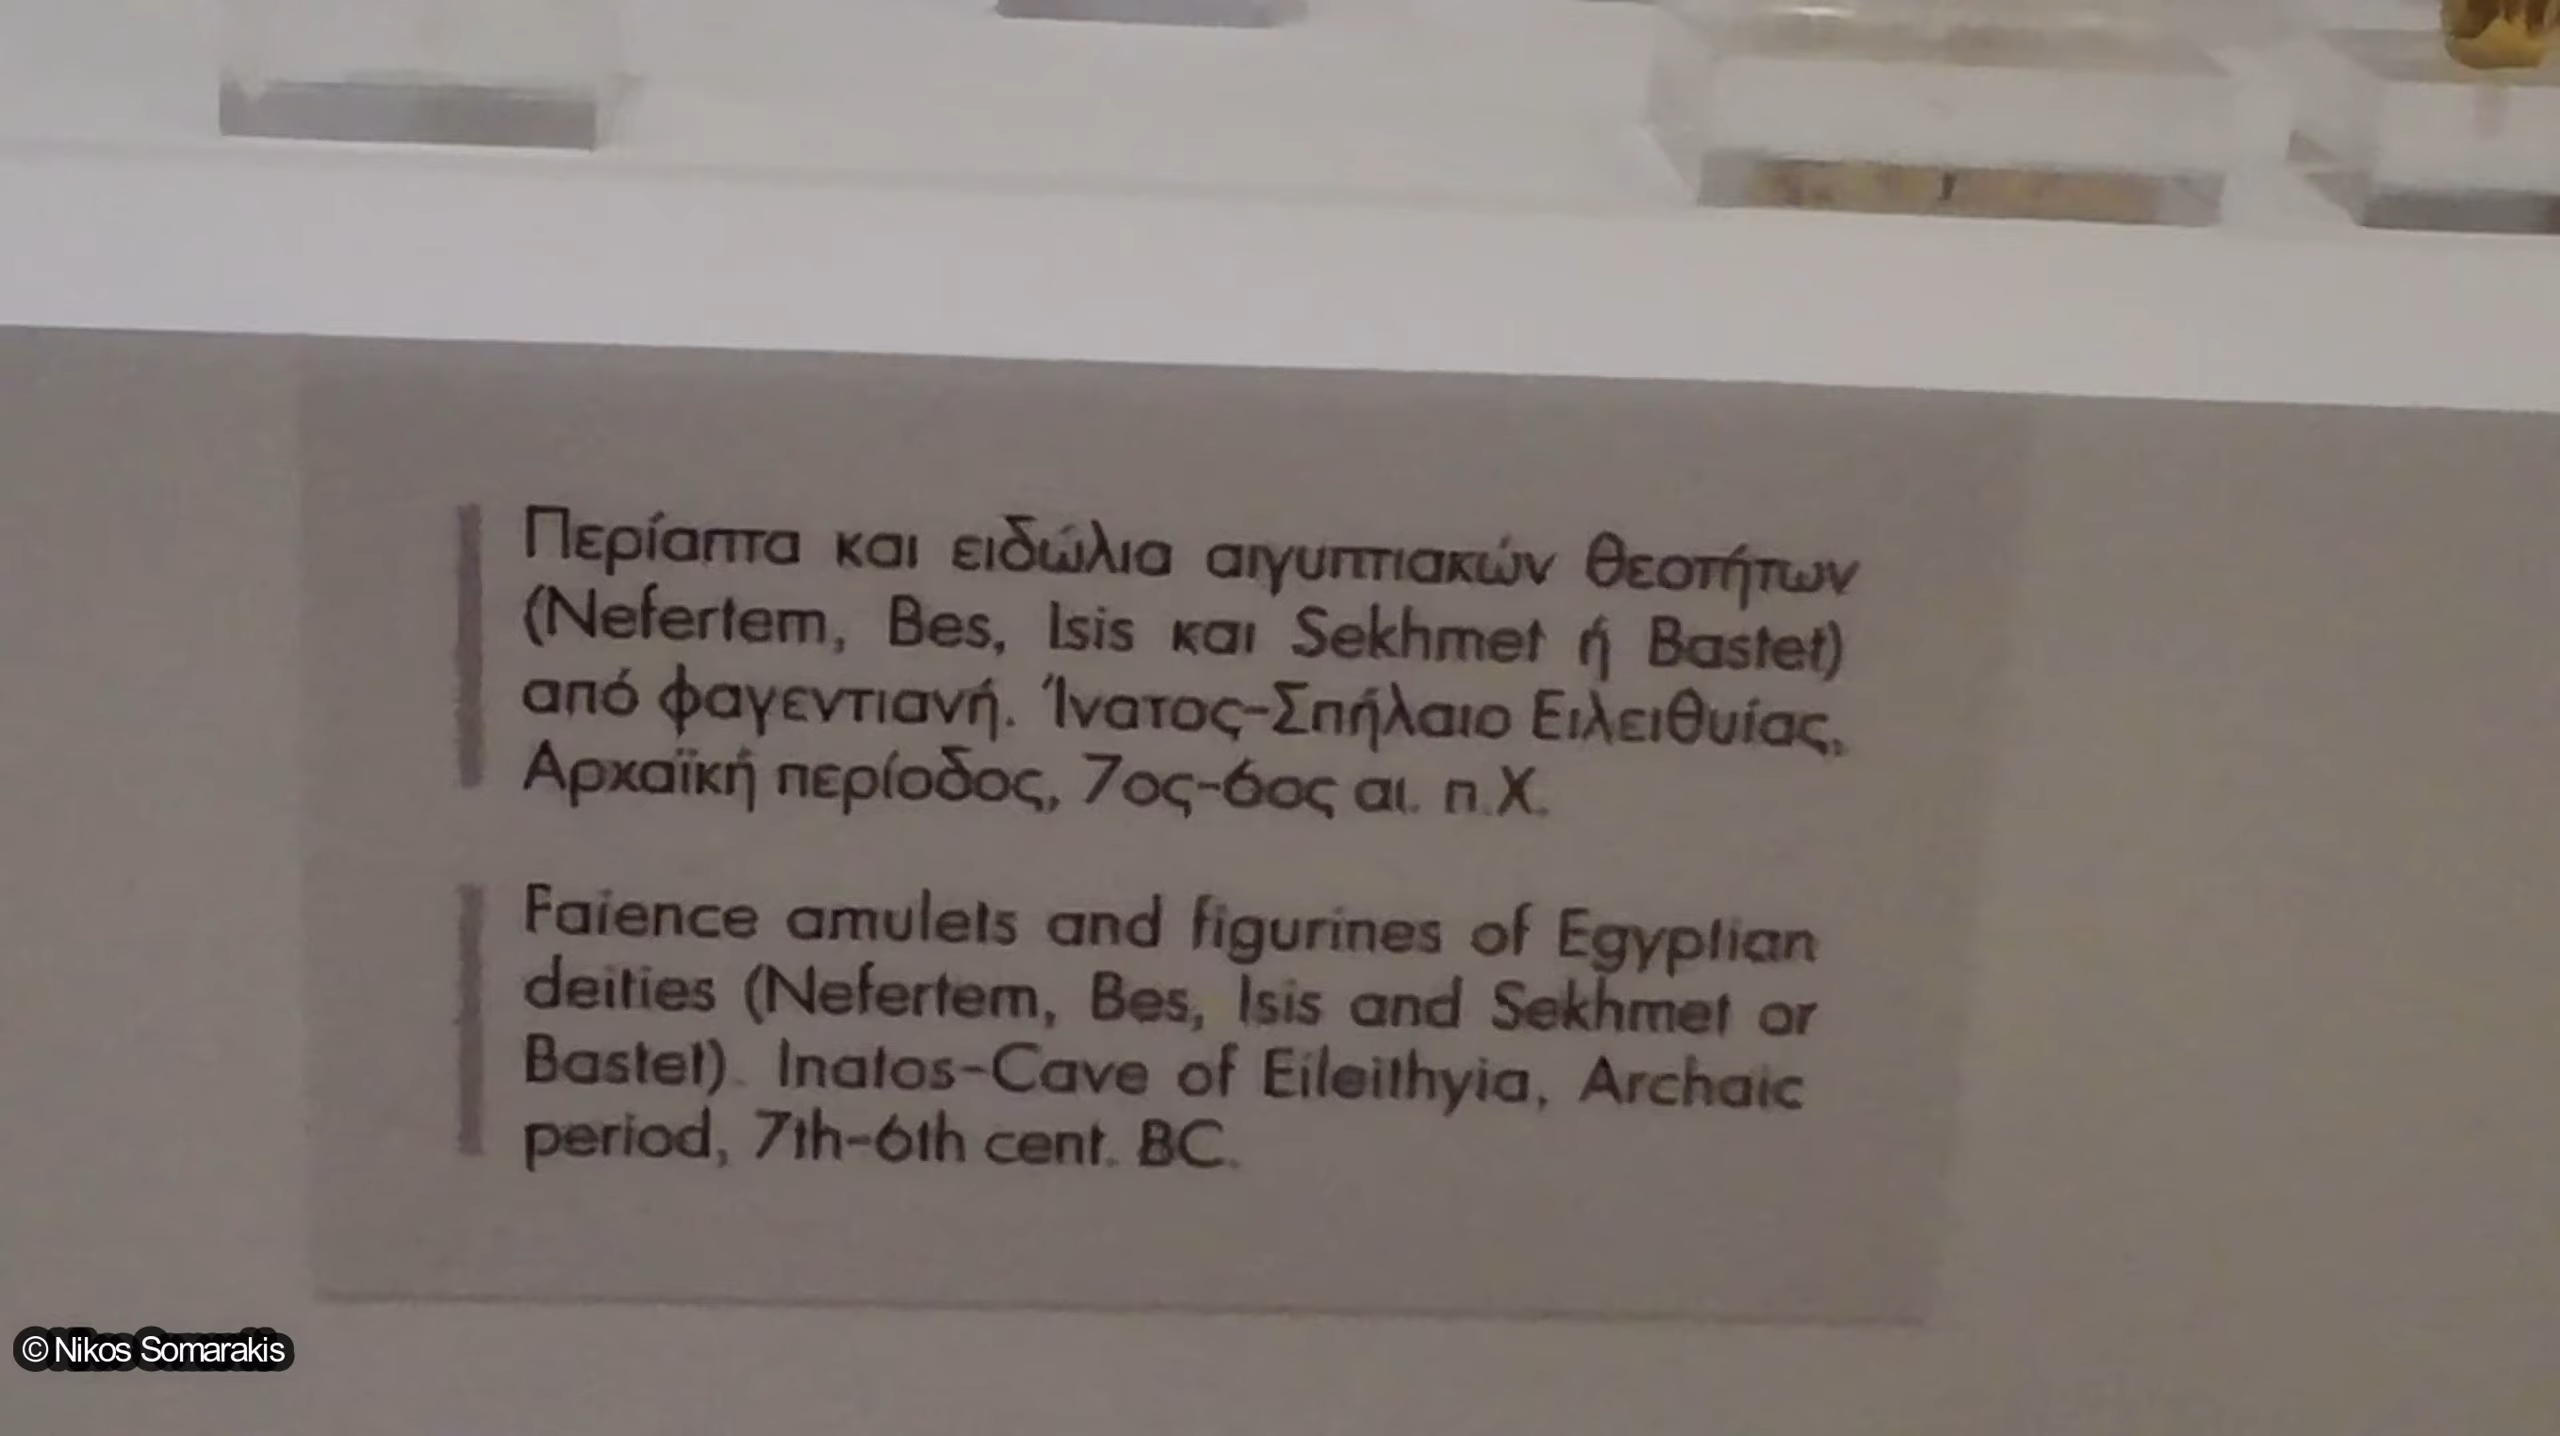 Περίαπτα και ειδώλια αιγυπτιακών θεοτήτων
(Nefertem, Bes, Isis και Sekhmet ή Bastet)
από φαγεντιανή. Ίνατος-Σπήλαιο Ειλειθυίας,
Αρχαϊκή περίοδος, 7ος-6ος αι. π.Χ.
Faience amulets and figurines of Egyptian
deities (Nefertem, Bes, Isis and Sekhmet or
Bastet). Inatos-Cave of Eileithyia, Archaic
period, 7th-6th cent. BC.
© Nikos Somarakis